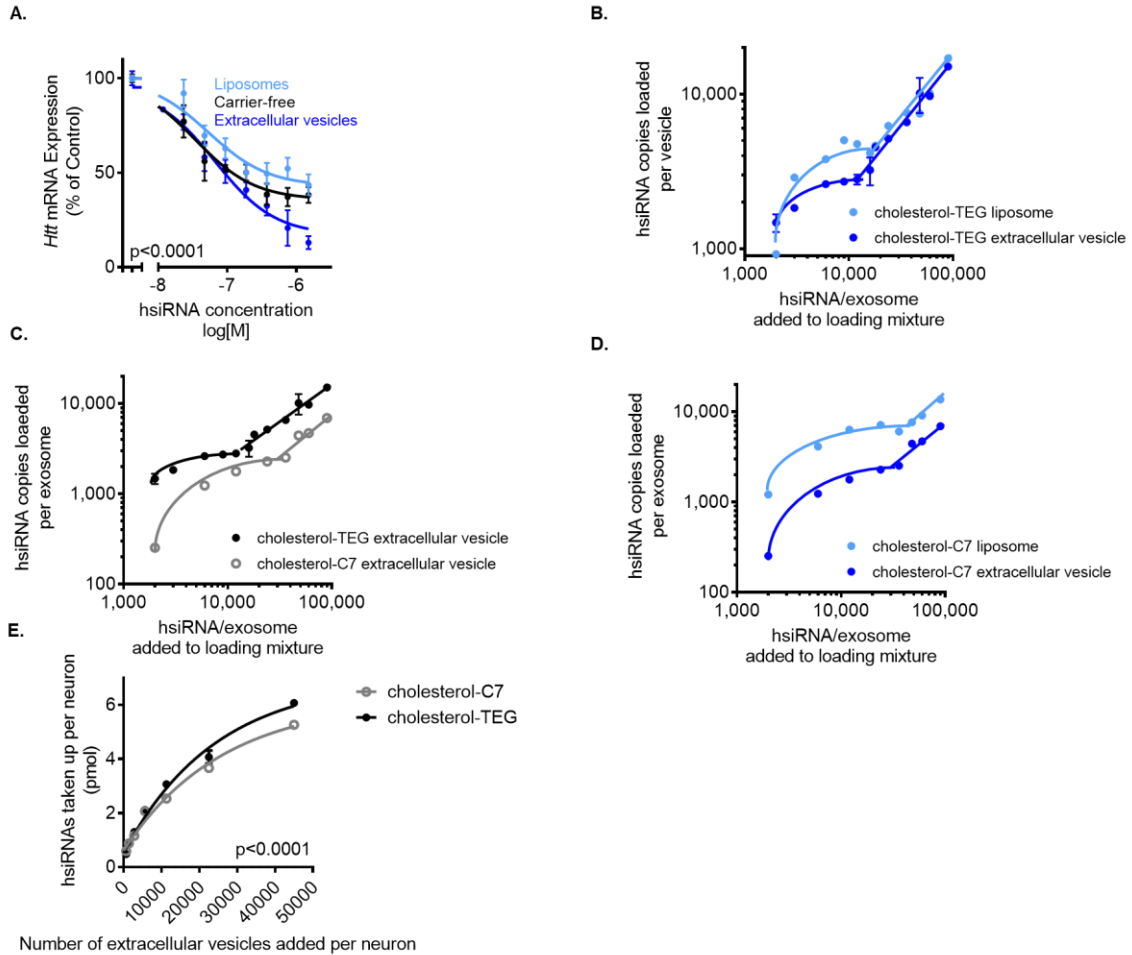 A.
Htt mRNA Expression
(% of Control)
100
50
0
Liposomes
Carrier-free
Extracellular vesicles
p<0.0001
-8
-7
-6
hsiRNA concentration
log[M]
B.
hsiRNA copies loaded
per vesicle
10,000
1,000
cholesterol-TEG liposome
cholesterol-TEG extracellular vesicle
1,000
10,000
100,000
hsiRNA/exosome
added to loading mixture
C.
hsiRNA copies loaeded
per exosome
10,000
1,000
100
cholesterol-TEG extracellular vesicle
cholesterol-C7 extracellular vesicle
1,000
10,000
100,000
hsiRNA/exosome
added to loading mixture
D.
hsiRNA copies loaded
per exosome
10,000
1,000
100
cholesterol-C7 liposome
cholesterol-C7 extracellular vesicle
1,000
10,000
100,000
hsiRNA/exosome
added to loading mixture
E.
hsiRNAs taken up per neuron
(pmol)
6
4
2
0
cholesterol-C7
cholesterol-TEG
p<0.0001
0
10000
20000
30000
40000
50000
Number of extracellular vesicles added per neuron